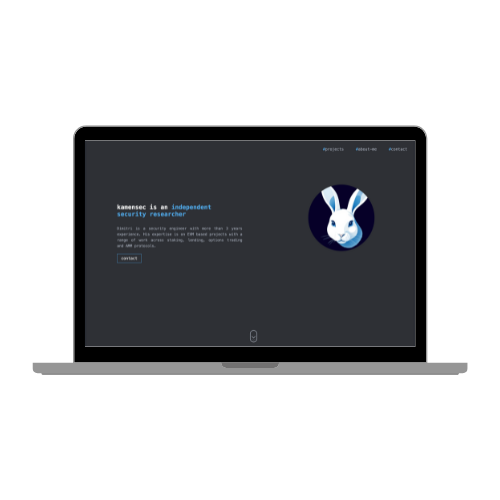 #projects #about-me #contact
kamensec is an independent
security researcher
is a security engineer with more than 3 years
experience. His expertise is on EVM based projects with a
range of work across staking, lending, options trading
and AMM protocols.
contact